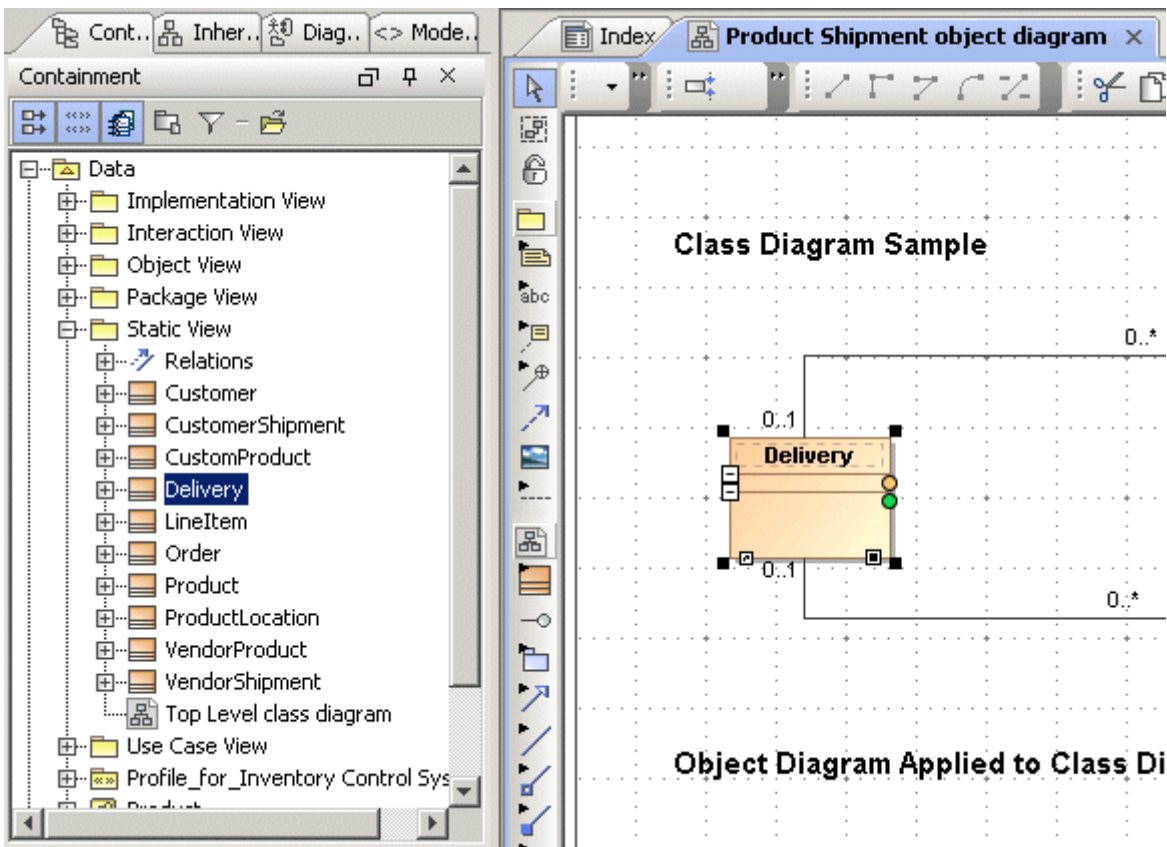 Cont.. Inher.. Diag.. <> Mode..
Containment
Data
Implementation View
Interaction View
Object View
Package View
Static View
Relations
Customer
CustomerShipment
CustomProduct
Delivery
LineItem
Order
Product
ProductLocation
VendorProduct
VendorShipment
Top Level class diagram
Use Case View
Profile_for_Inventory Control Sys
Product
Index Product Shipment object diagram
abc
Class Diagram Sample
0..*
0..1
Delivery
0..1
0..*
Object Diagram Applied to Class Di